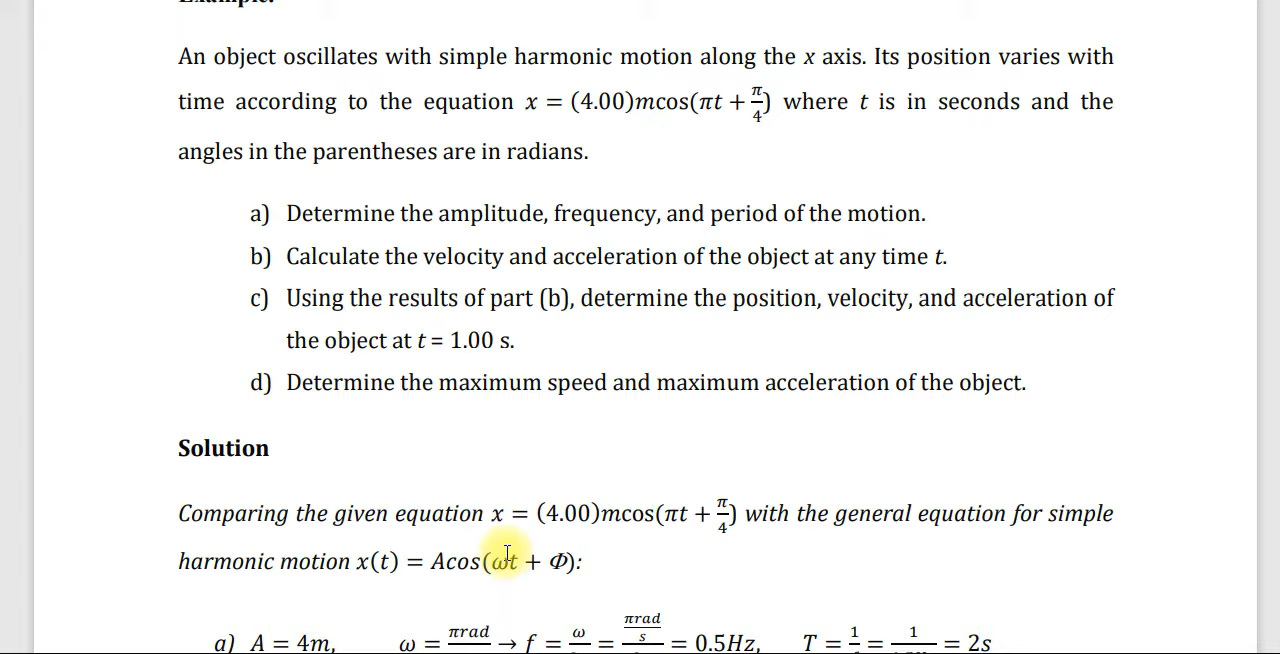 Example:
An object oscillates with simple harmonic motion along the x axis. Its position varies with
time according to the equation x = (4.00)mcos(πt + π/4) where t is in seconds and the
angles in the parentheses are in radians.
a) Determine the amplitude, frequency, and period of the motion.
b) Calculate the velocity and acceleration of the object at any time t.
c) Using the results of part (b), determine the position, velocity, and acceleration of
the object at t = 1.00 s.
d) Determine the maximum speed and maximum acceleration of the object.
Solution
Comparing the given equation x = (4.00)mcos(πt + π/4) with the general equation for simple
harmonic motion x(t) = Acos(ωt + Φ):
a) A = 4m, ω = πrad → f = ω = πrad/s = 0.5Hz, T = 1 = 1 = 2s